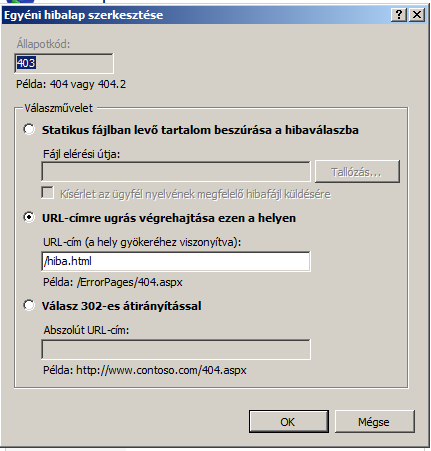 Egyéni hibalap szerkesztése
Állapotkód:
403
Példa: 404 vagy 404.2
Válaszművelet
Statikus fájlban levő tartalom beszúrása a hibaválaszba
Fájl elérési útja:
Tallózás...
Kísérlet az ügyfél nyelvének megfelelő hibafájl küldésére
URL-címre ugrás végrehajtása ezen a helyen
URL-cím (a hely gyökeréhez viszonyítva):
/hiba.html
Példa: /ErrorPages/404.aspx
Válasz 302-es átirányítással
Abszolút URL-cím:
Példa: http://www.contoso.com/404.aspx
OK
Mégse